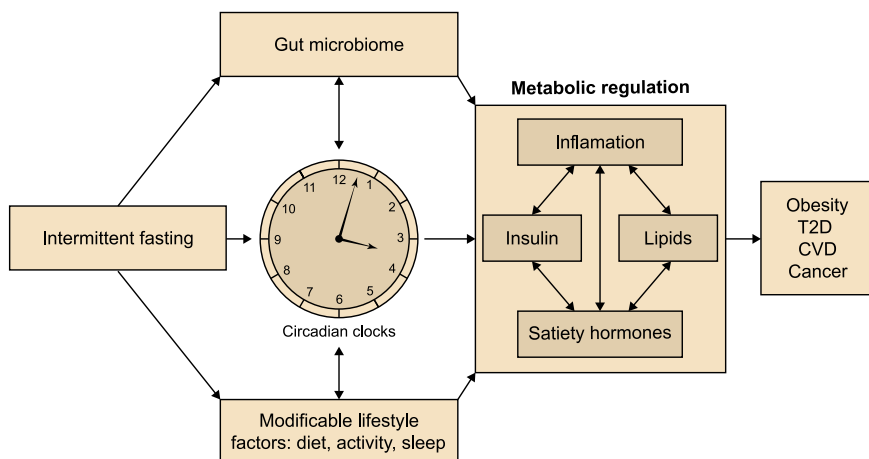 Gut microbiome
Metabolic regulation
Inflamation
Intermittent fasting
12
1
2
3
4
5
6
7
8
9
10
11
Circadian clocks
Insulin
Lipids
Satiety hormones
Obesity
T2D
CVD
Cancer
Modificable lifestyle
factors: diet, activity, sleep